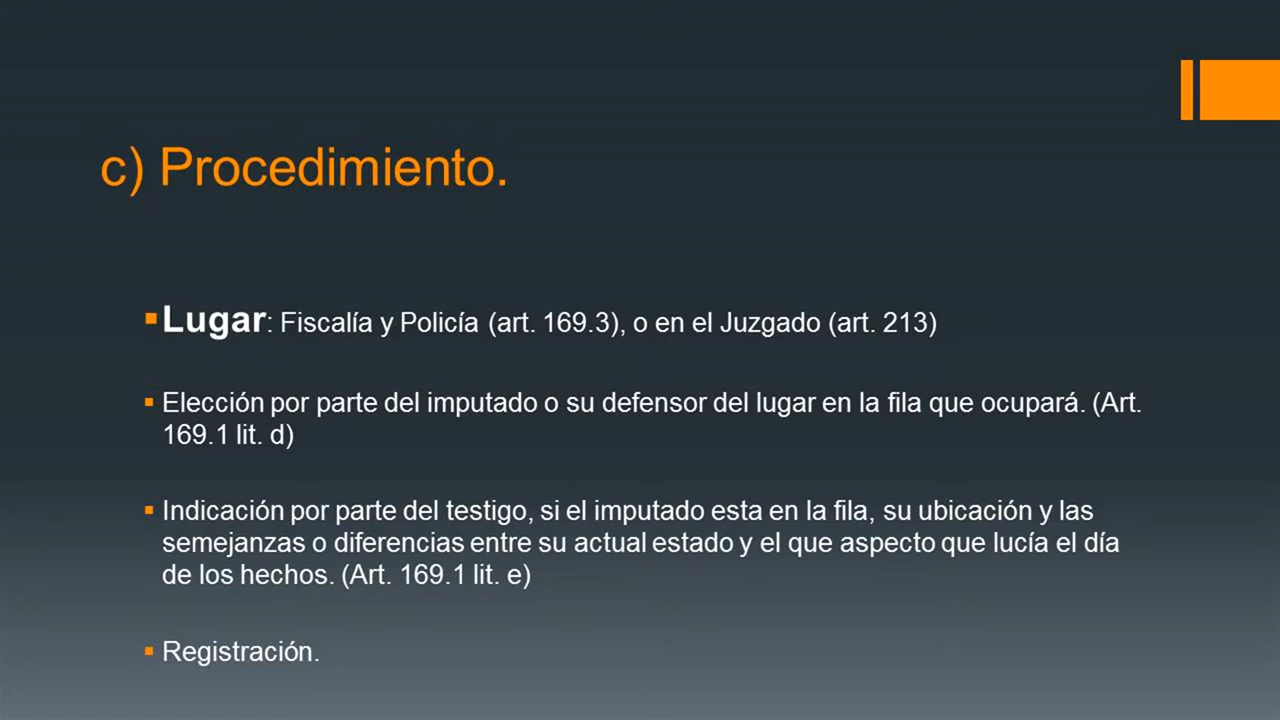 c) Procedimiento.
Lugar: Fiscalía y Policía (art. 169.3), o en el Juzgado (art. 213)
Elección por parte del imputado o su defensor del lugar en la fila que ocupará. (Art.
169.1 lit. d)
Indicación por parte del testigo, si el imputado esta en la fila, su ubicación y las
semejanzas o diferencias entre su actual estado y el que aspecto que lucía el día
de los hechos. (Art. 169.1 lit. e)
Registración.